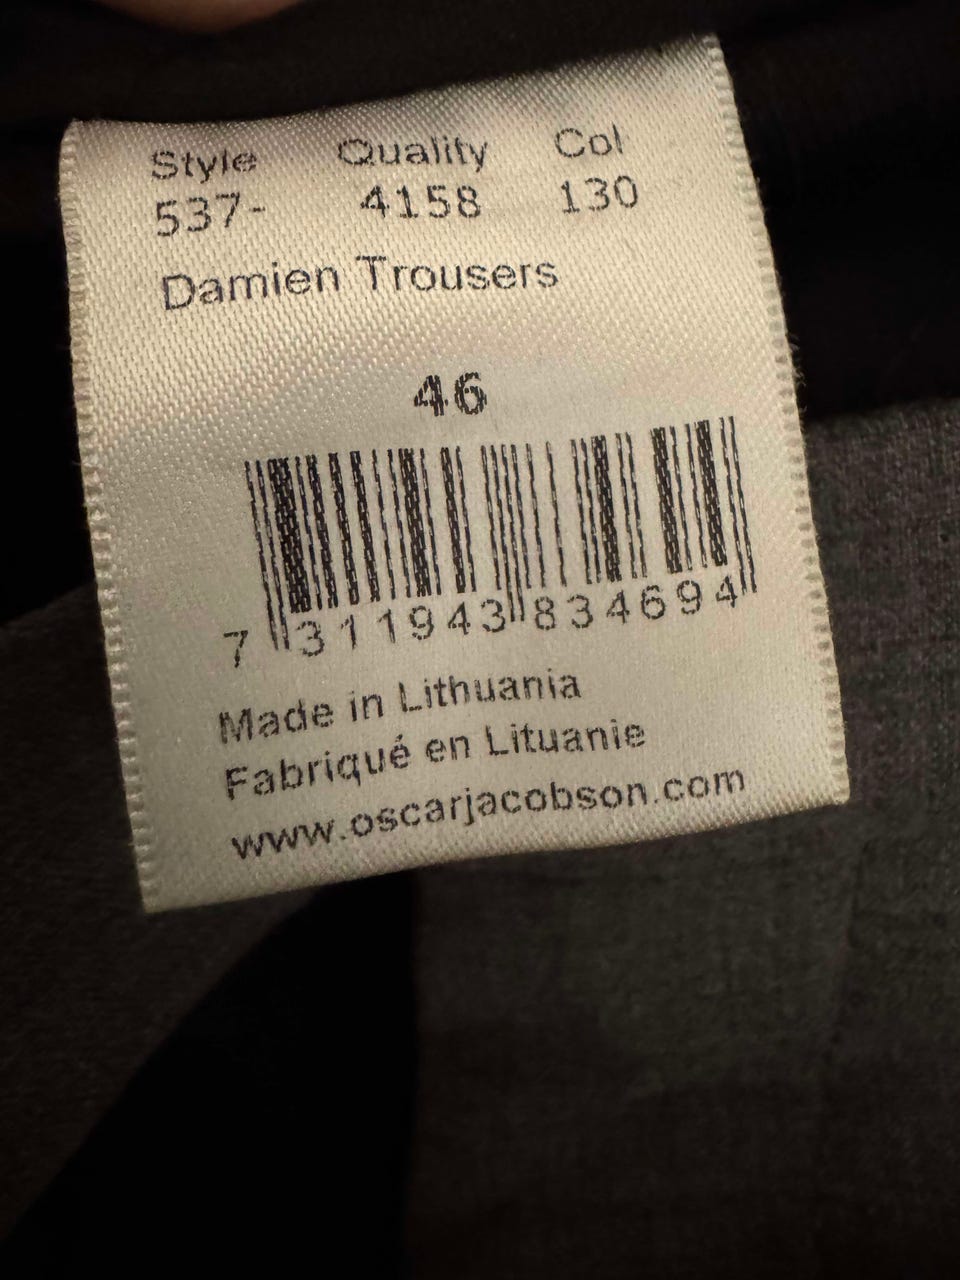 Style Quality Col
537- 4158 130
Damien Trousers
46
7 311943 834694
Made in Lithuania
Fabriqué en Lituanie
www.oscarjacobson.com